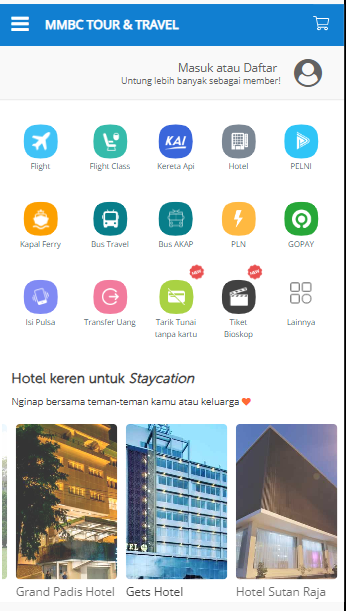 MMBC TOUR & TRAVEL
Masuk atau Daftar
Untung lebih banyak sebagai member!
KAI
Flight
Flight Class
Kereta Api
Hotel
PELNI
Kapal Ferry
Bus Travel
Bus AKAP
PLN
GOPAY
NEW
NEW
Isi Pulsa
Transfer Uang
Tarik Tunai
tanpa kartu
Tiket
Bioskop
Lainnya
Hotel keren untuk Staycation
Nginap bersama teman-teman kamu atau keluarga
Grand Padis Hotel
Gets Hotel
Hotel Sutan Raja